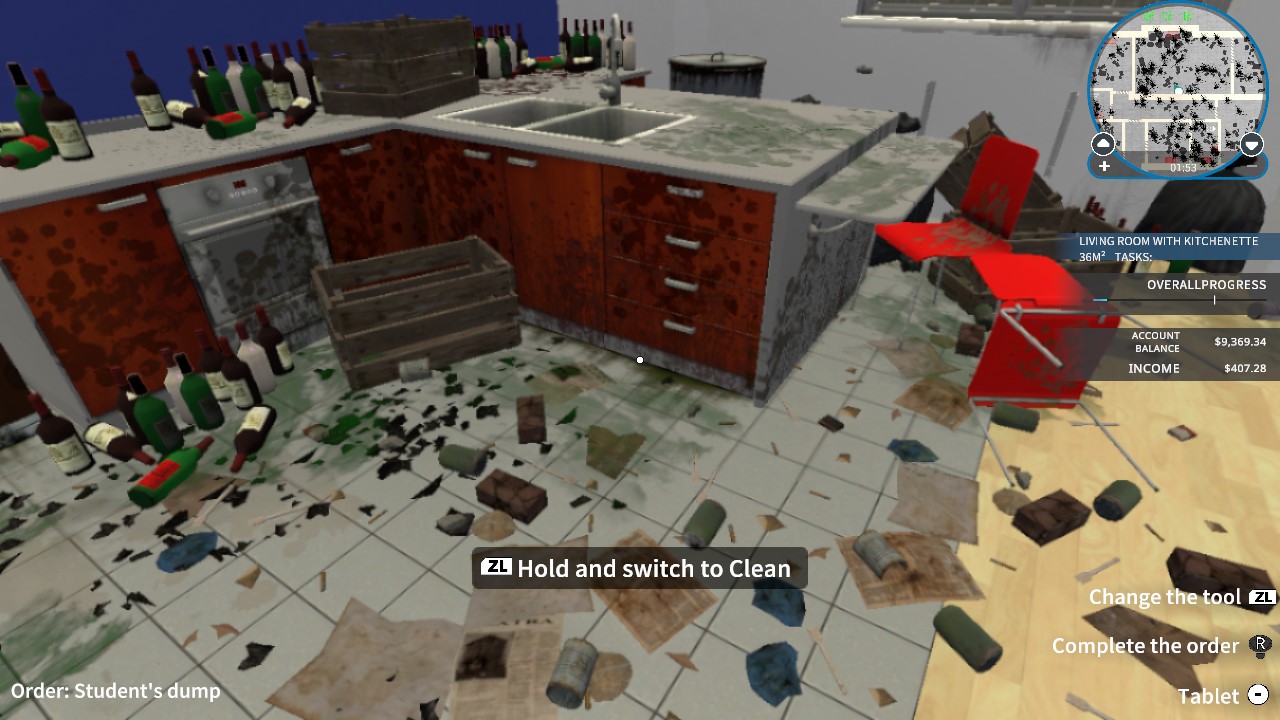 01:53
LIVING ROOM WITH KITCHENETTE
36M² TASKS:
OVERALLPROGRESS
ACCOUNT
BALANCE
$9,369.34
INCOME
$407.28
ZL Hold and switch to Clean
Change the tool ZL
Complete the order R
Order: Student's dump
Tablet